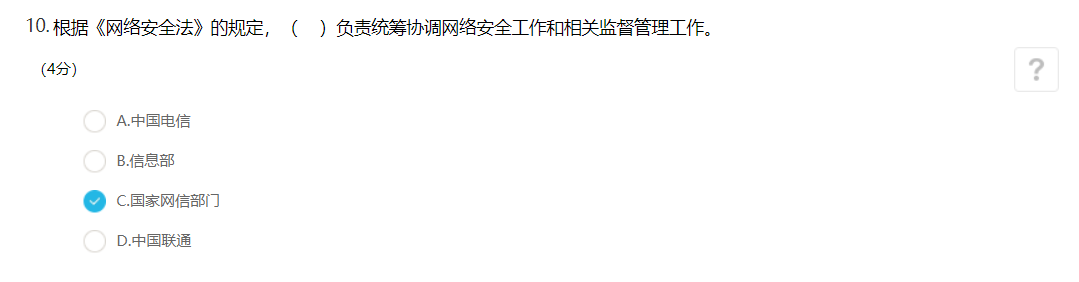 10. 根据《网络安全法》的规定，（　）负责统筹协调网络安全工作和相关监督管理工作。
(4分)
?
A.中国电信
B.信息部
C.国家网信部门
D.中国联通